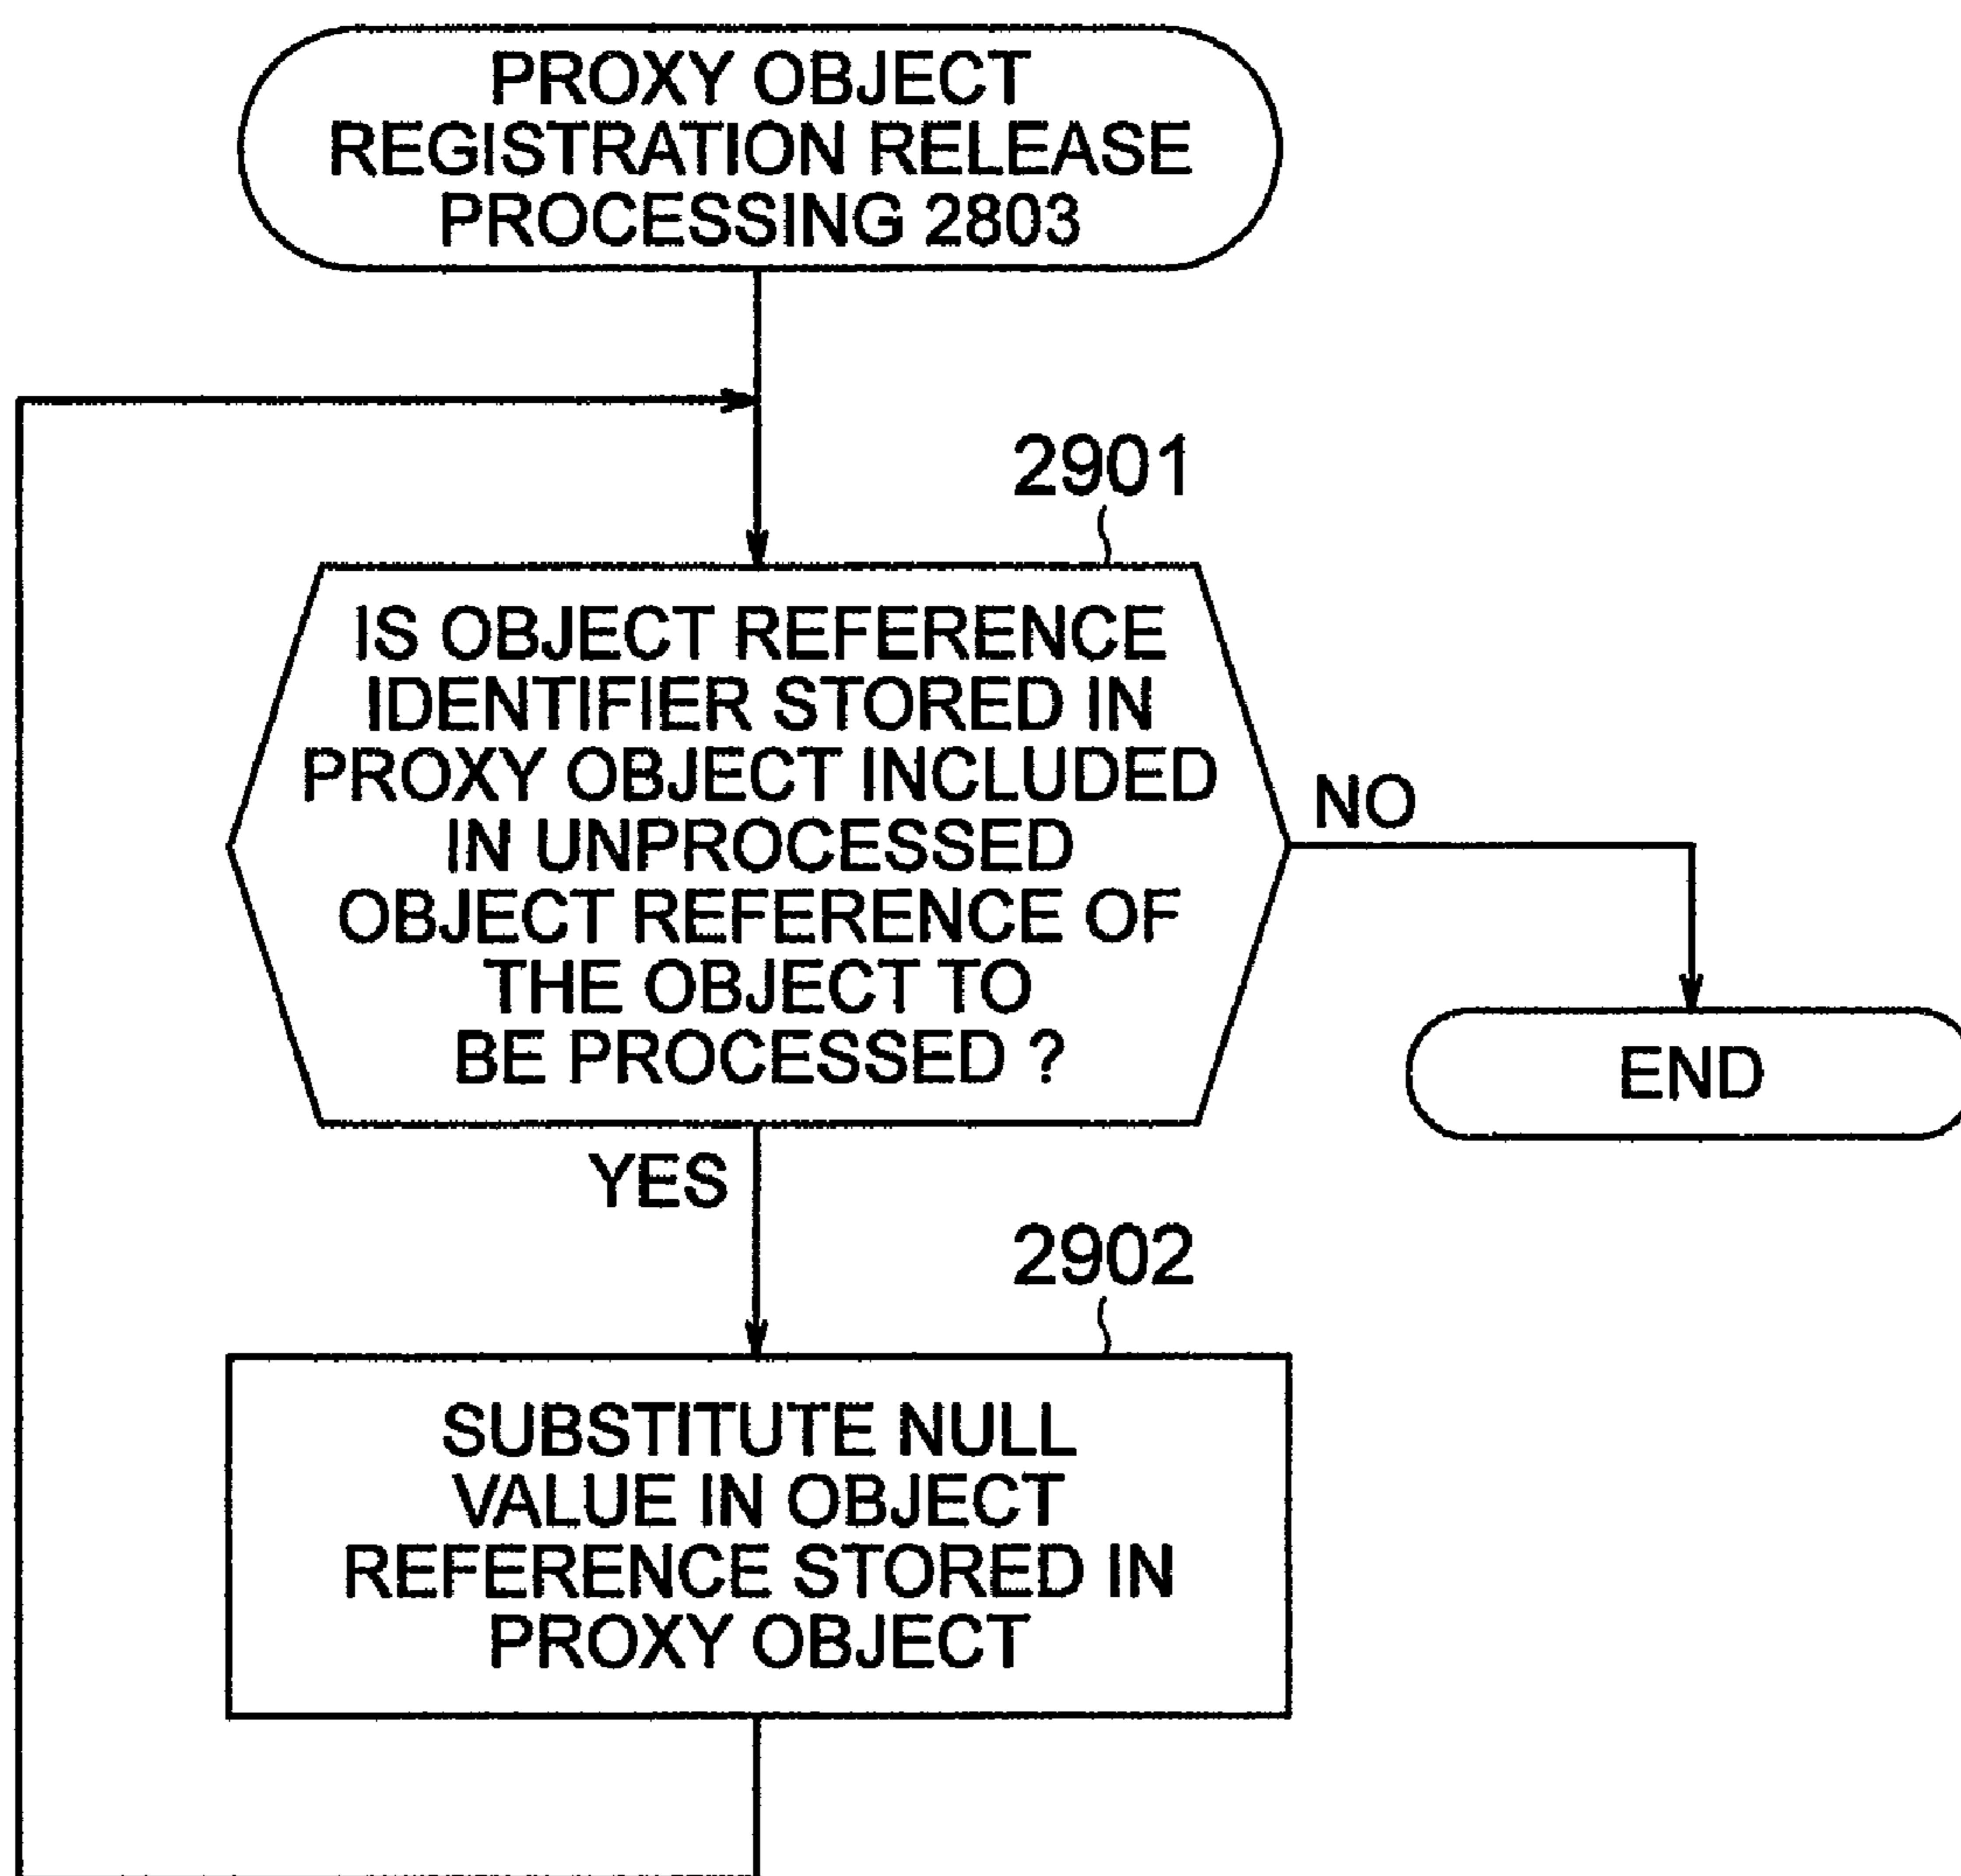 PROXY OBJECT
REGISTRATION RELEASE
PROCESSING 2803
2901
IS OBJECT REFERENCE
IDENTIFIER STORED IN
PROXY OBJECT INCLUDED
IN UNPROCESSED
OBJECT REFERENCE OF
THE OBJECT TO
BE PROCESSED ?
NO
END
YES
2902
SUBSTITUTE NULL
VALUE IN OBJECT
REFERENCE STORED IN
PROXY OBJECT